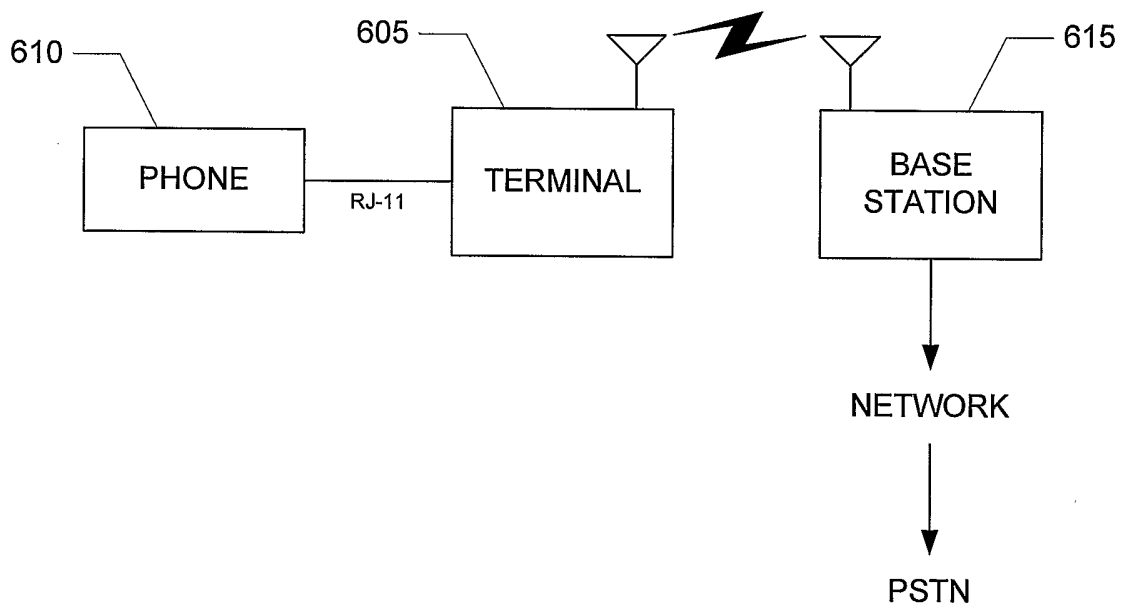 610
605
615
PHONE
RJ-11
TERMINAL
BASE
STATION
NETWORK
PSTN